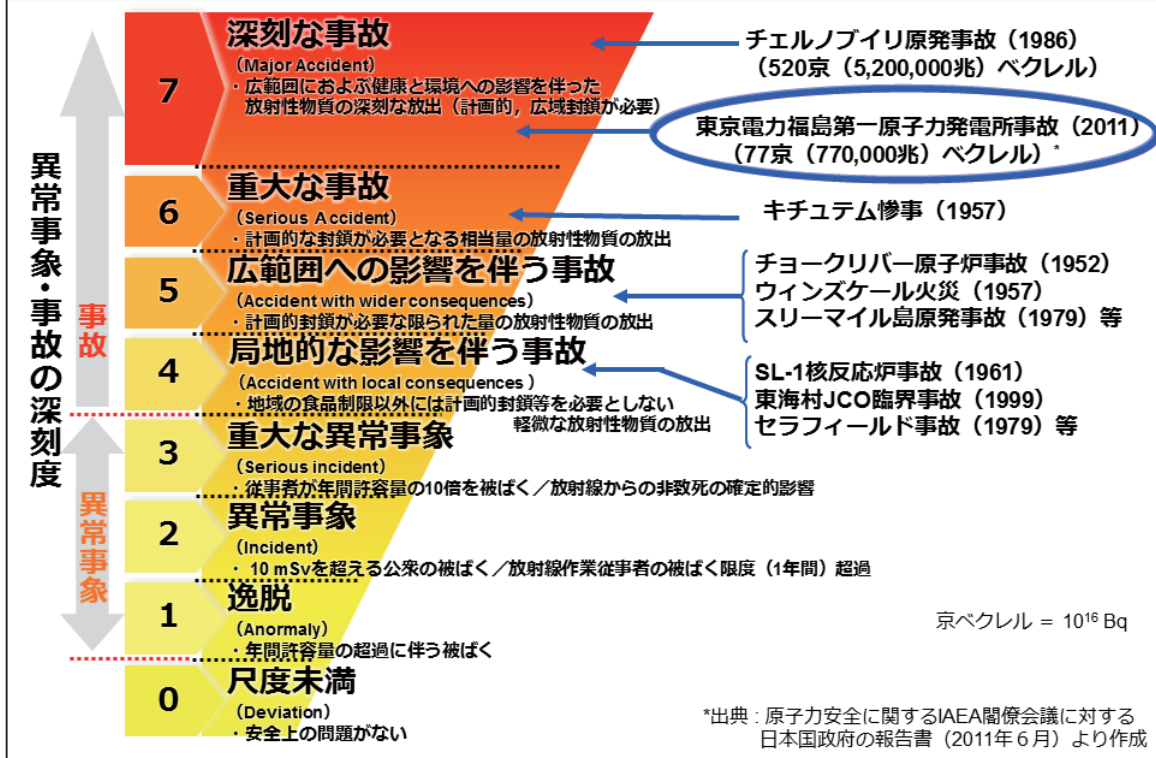 異常事象・事故の深刻度
事故
異常事象
7
深刻な事故
（Major Accident）
・広範囲におよぶ健康と環境への影響を伴った
放射性物質の深刻な放出（計画的，広域封鎖が必要）
チェルノブイリ原発事故（1986）
（520京（5,200,000兆）ベクレル）
東京電力福島第一原子力発電所事故（2011）
（77京（770,000兆）ベクレル）*
6
重大な事故
（Serious Accident）
・計画的な封鎖が必要となる相当量の放射性物質の放出
キチュテム惨事（1957）
5
広範囲への影響を伴う事故
（Accident with wider consequences）
・計画的封鎖が必要な限られた量の放射性物質の放出
チョークリバー原子炉事故（1952）
ウィンズケール火災（1957）
スリーマイル島原発事故（1979）等
4
局地的な影響を伴う事故
（Accident with local consequences ）
・地域の食品制限以外には計画的封鎖等を必要としない
軽微な放射性物質の放出
SL-1核反応炉事故（1961）
東海村JCO臨界事故（1999）
セラフィールド事故（1979）等
3
重大な異常事象
（Serious incident）
・従事者が年間許容量の10倍を被ばく／放射線からの非致死の確定的影響
2
異常事象
（Incident）
・ 10 mSvを超える公衆の被ばく／放射線作業従事者の被ばく限度（1年間）超過
1
逸脱
（Anormaly）
・年間許容量の超過に伴う被ばく
京ベクレル = 10¹⁶ Bq
0
尺度未満
（Deviation）
・安全上の問題がない
*出典：原子力安全に関するIAEA閣僚会議に対する
日本国政府の報告書（2011年６月）より作成